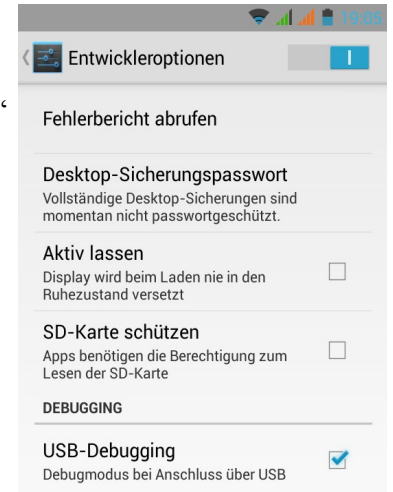 19:06
Entwickleroptionen
“
Fehlerbericht abrufen
Desktop-Sicherungspasswort
Vollständige Desktop-Sicherungen sind
momentan nicht passwortgeschützt.
Aktiv lassen
Display wird beim Laden nie in den
Ruhezustand versetzt
SD-Karte schützen
Apps benötigen die Berechtigung zum
Lesen der SD-Karte
DEBUGGING
USB-Debugging
Debugmodus bei Anschluss über USB